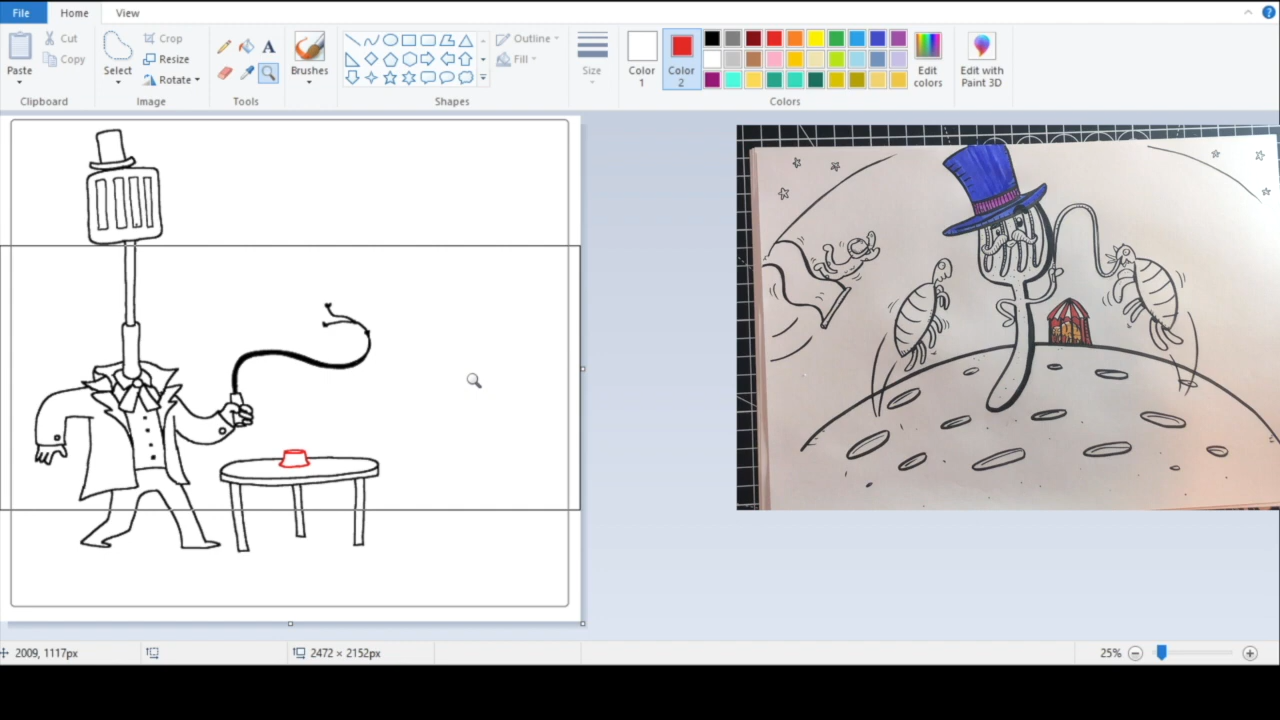 File Home View
Paste Cut Copy
Clipboard
Select Crop Resize Rotate
Image
A
Tools
Brushes
Outline Fill
Shapes
Size
Color 1
Color 2
Edit colors
Colors
Edit with Paint 3D
2009, 1117px
2472 × 2152px
25%